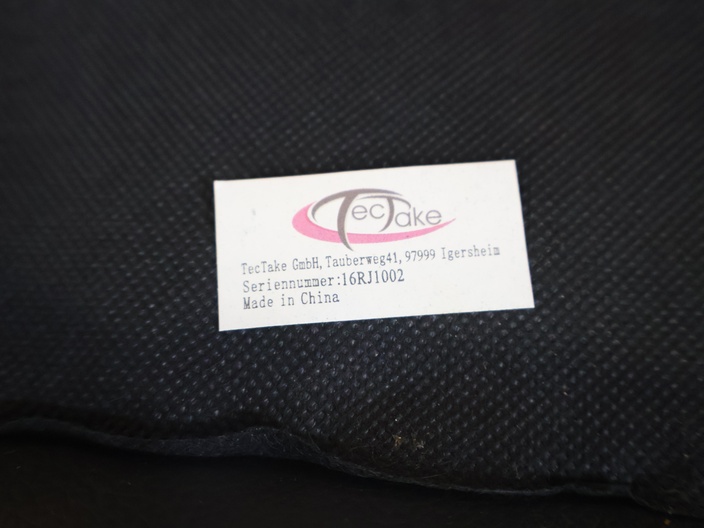 TecTake
TecTake GmbH,Tauberweg41,97999 Igersheim
Seriennummer:16RJ1002
Made in China